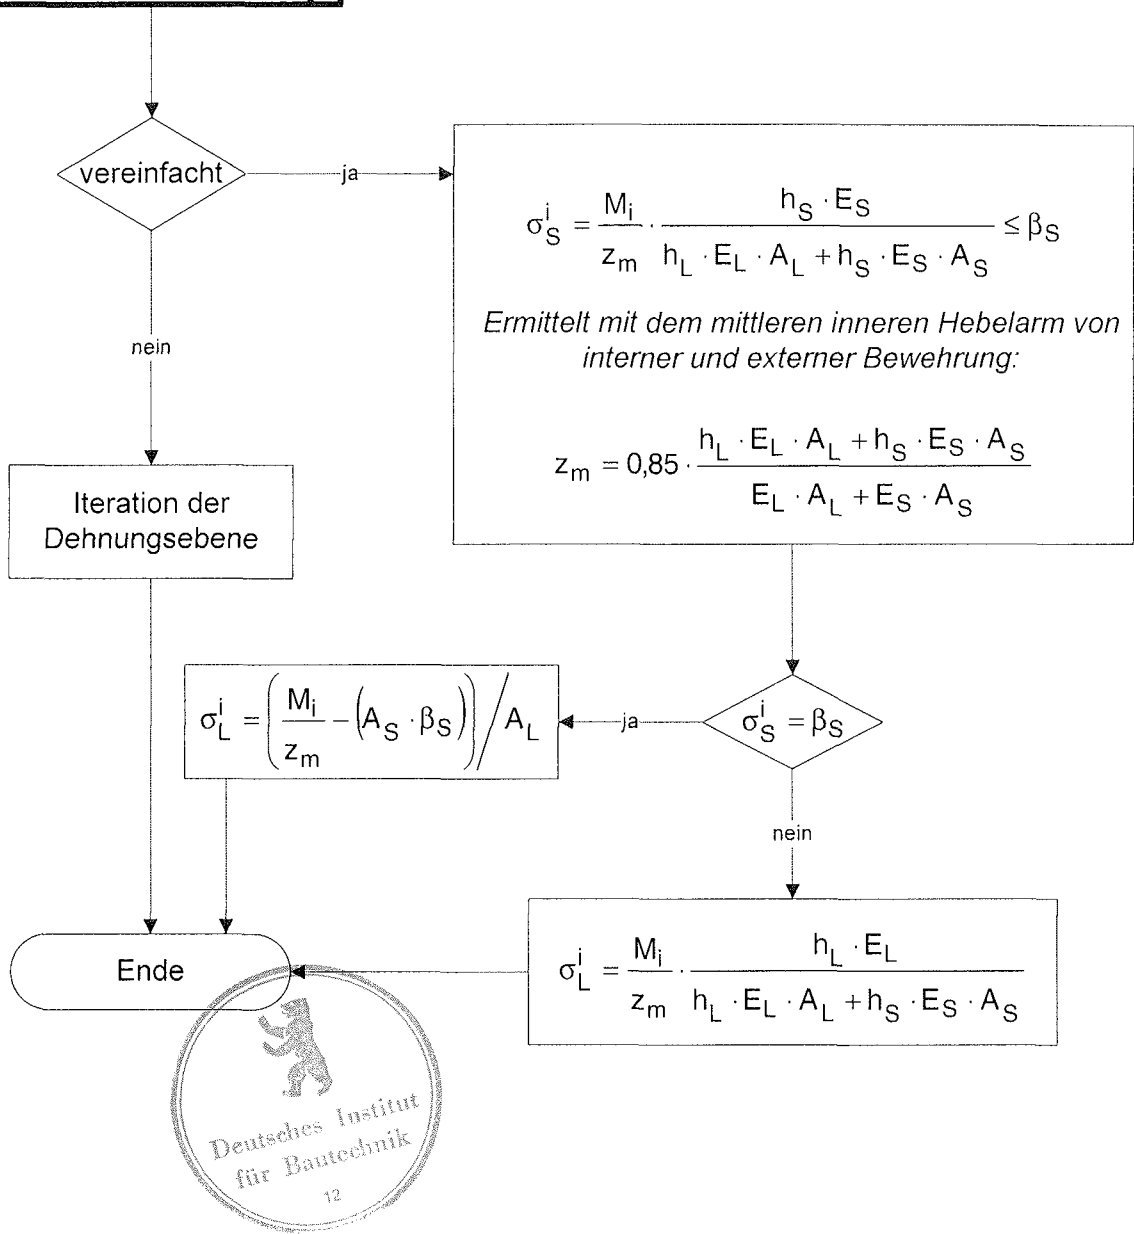 vereinfacht
ja
σ_S^i = M_i / z_m · (h_S · E_S) / (h_L · E_L · A_L + h_S · E_S · A_S) ≤ β_S
Ermittelt mit dem mittleren inneren Hebelarm von
interner und externer Bewehrung:
z_m = 0,85 · (h_L · E_L · A_L + h_S · E_S · A_S) / (E_L · A_L + E_S · A_S)
nein
Iteration der
Dehnungsebene
σ_L^i = (M_i / z_m − (A_S · β_S)) / A_L
ja
σ_S^i = β_S
nein
σ_L^i = M_i / z_m · (h_L · E_L) / (h_L · E_L · A_L + h_S · E_S · A_S)
Ende
Deutsches Institut
für Bautechnik
12